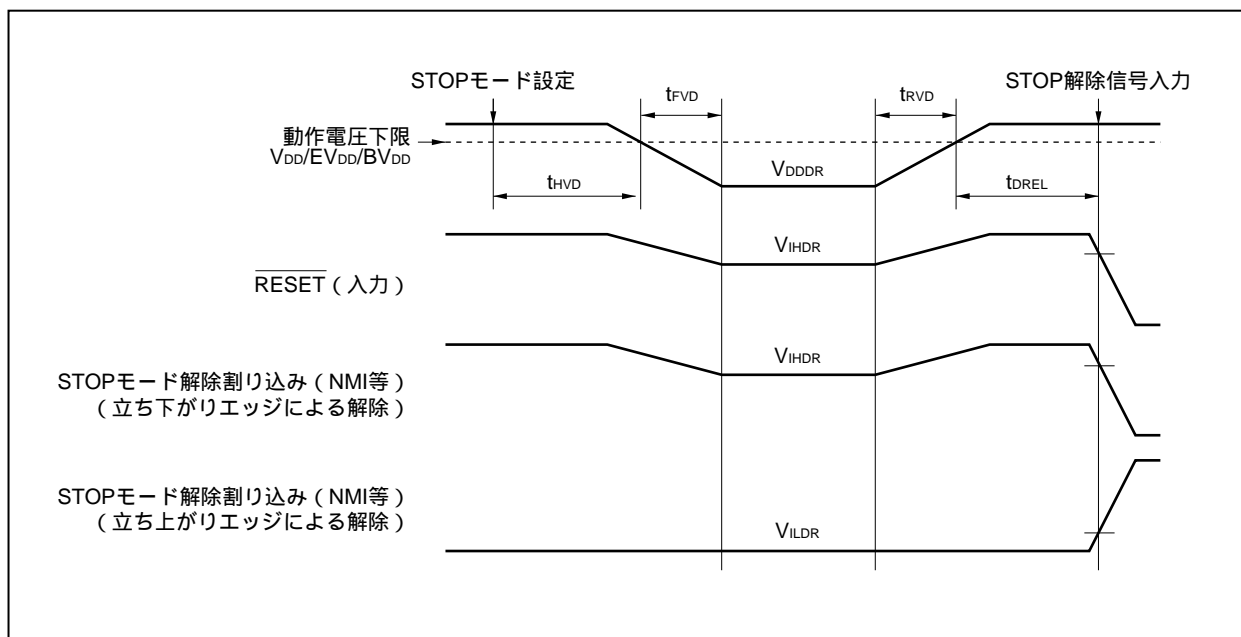 STOPモード設定
STOP解除信号入力
tFVD
tRVD
動作電圧下限
VDD/EVDD/BVDD
VDDDR
tHVD
tDREL
VIHDR
RESET（入力）
VIHDR
STOPモード解除割り込み（NMI等）
（立ち下がりエッジによる解除）
STOPモード解除割り込み（NMI等）
（立ち上がりエッジによる解除）
VILDR